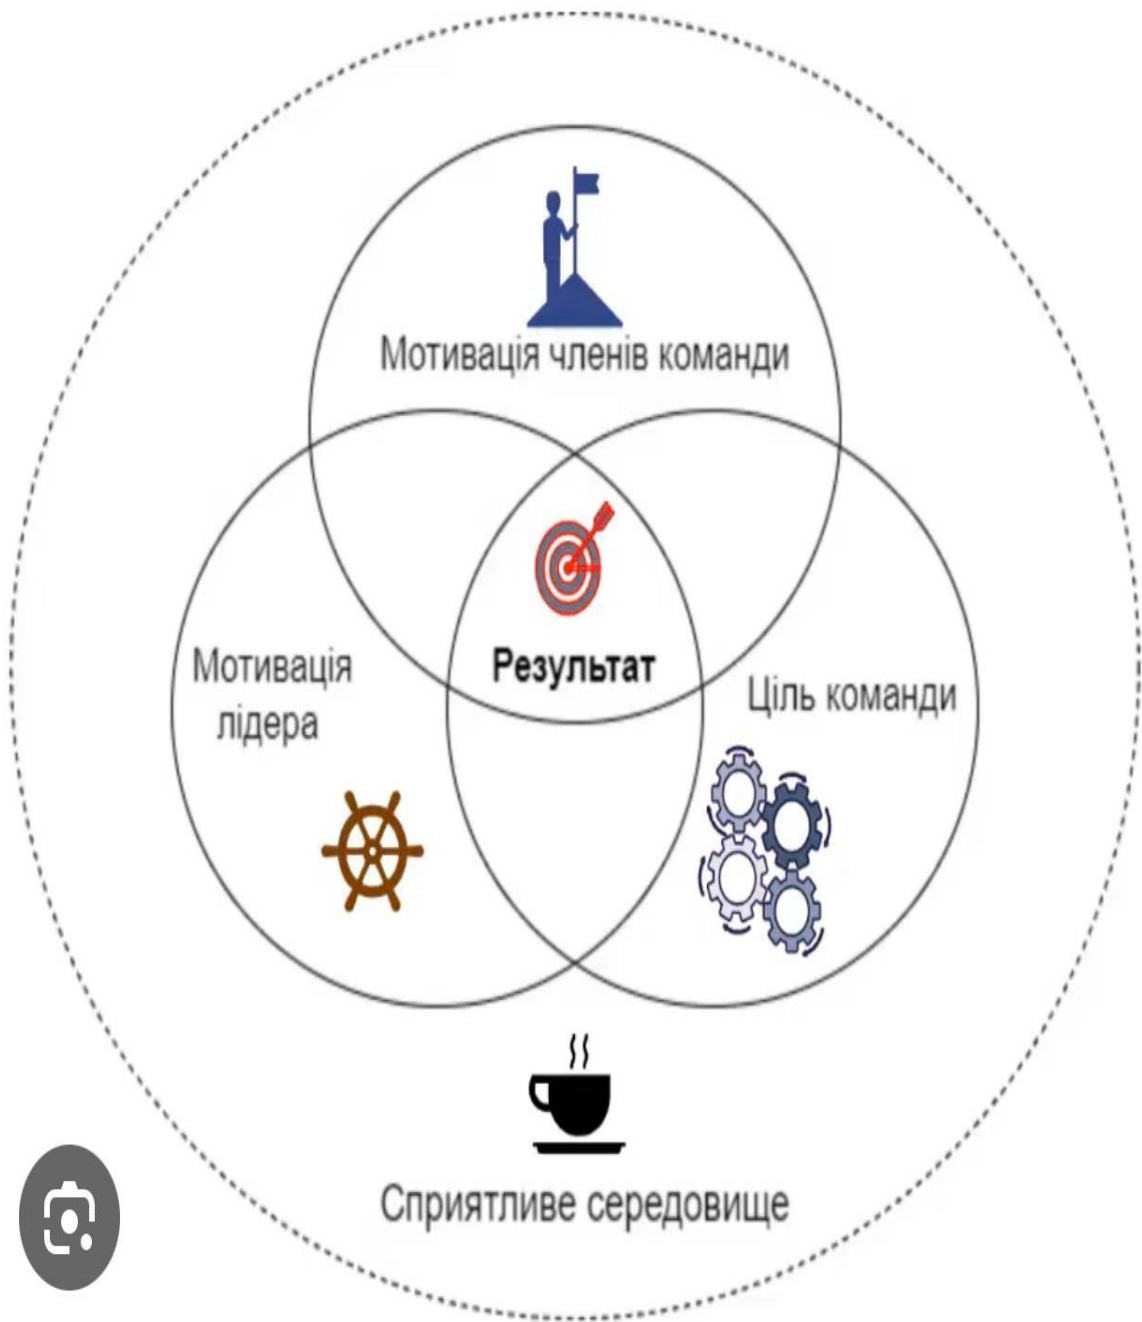 Мотивація членів команди
Результат
Мотивація
лідера
Ціль команди
Сприятливе середовище